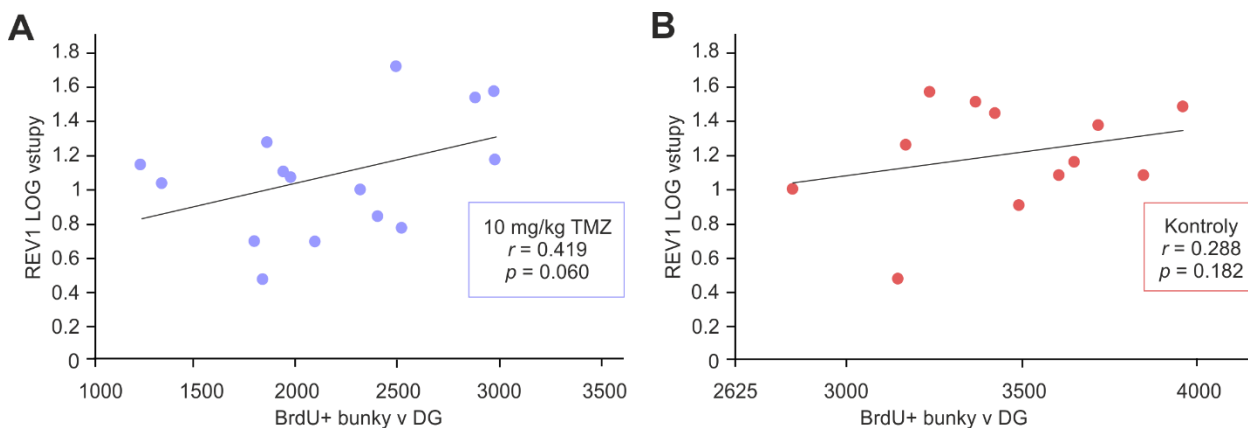 A
REV1 LOG vstupy
1.8
1.6
1.4
1.2
1
0.8
0.6
0.4
0.2
0
1000
1500
2000
2500
3000
3500
BrdU+ bunky v DG
10 mg/kg TMZ
r = 0.419
p = 0.060
B
REV1 LOG vstupy
1.8
1.6
1.4
1.2
1
0.8
0.6
0.4
0.2
0
2625
3000
3500
4000
BrdU+ bunky v DG
Kontroly
r = 0.288
p = 0.182